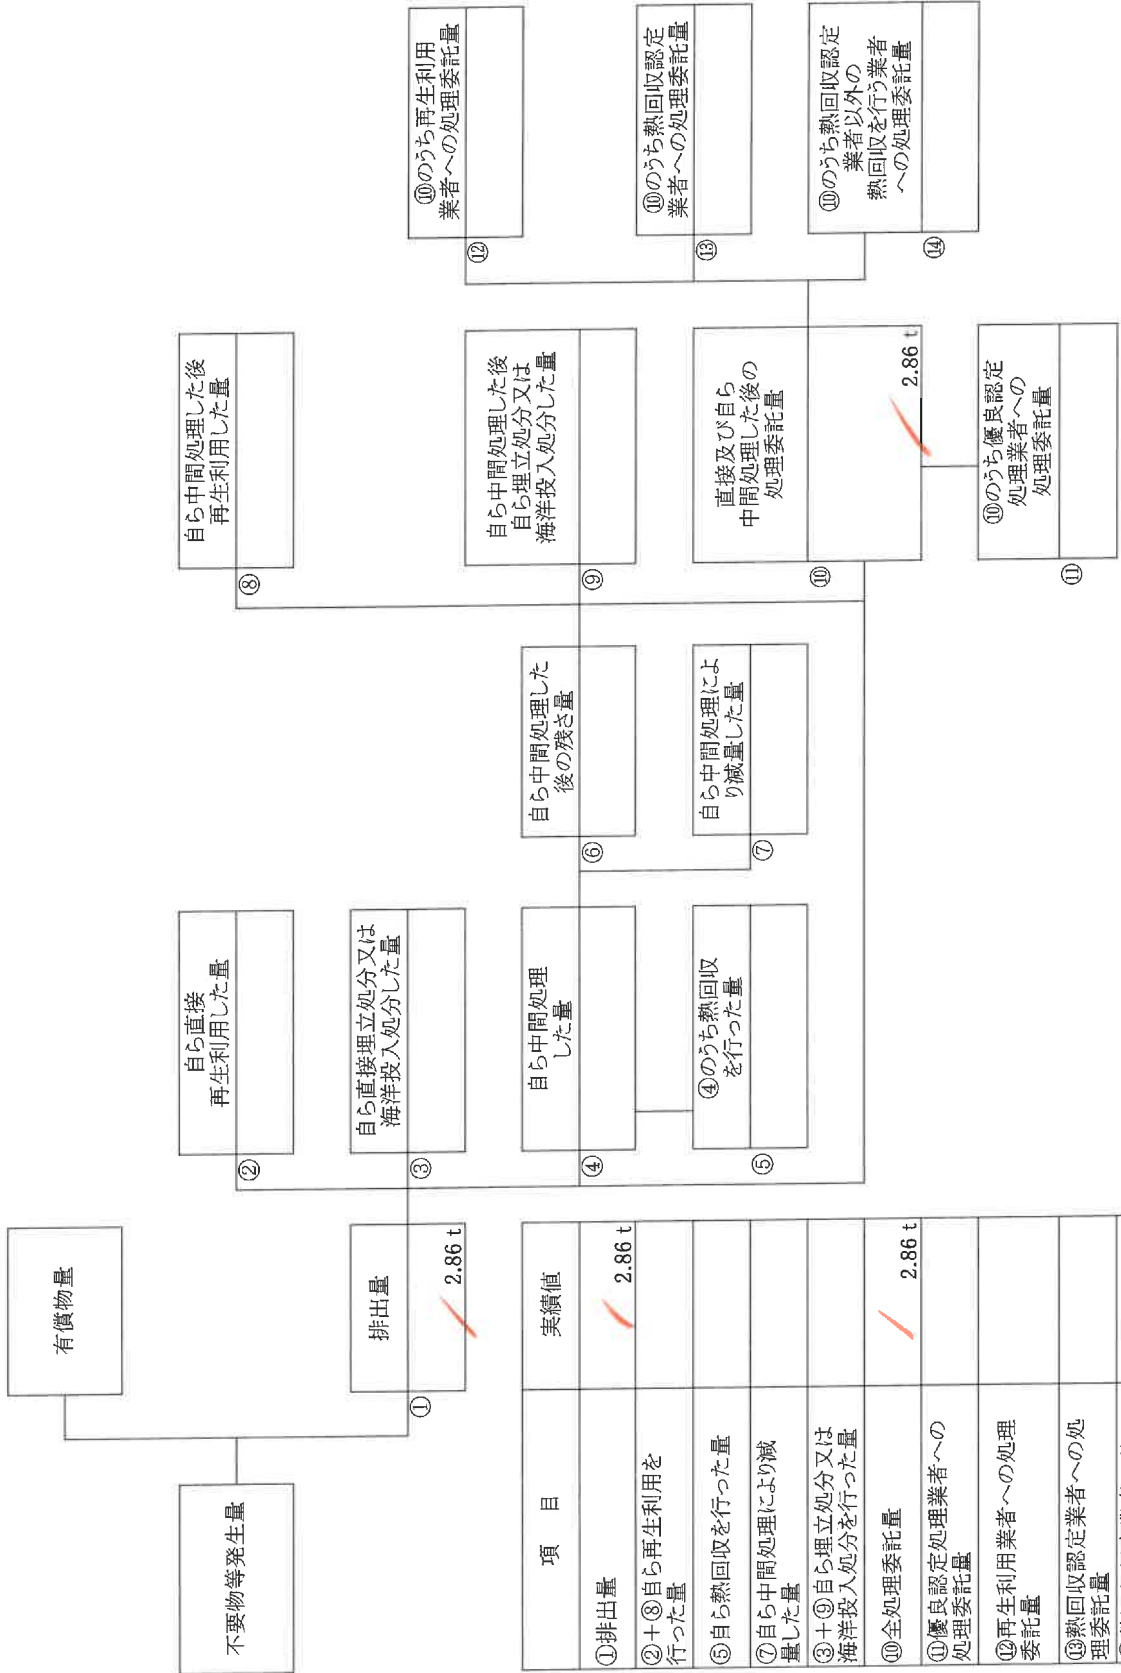 不要物等発生量
有償物量
排出量
①
2.86 t
自ら直接
再生利用した量
②
自ら直接埋立処分又は
海洋投入処分した量
③
自ら中間処理
した量
④
④のうち熱回収
を行った量
⑤
自ら中間処理した
後の残さ量
⑥
自ら中間処理によ
り減量した量
⑦
自ら中間処理した後
再生利用した量
⑧
自ら中間処理した後
自ら埋立処分又は
海洋投入処分した量
⑨
直接及び自ら
中間処理した後の
処理委託量
⑩
2.86 t
⑩のうち優良認定
処理業者への
処理委託量
⑪
⑩のうち再生利用
業者への処理委託量
⑫
⑩のうち熱回収認定
業者への処理委託量
⑬
⑩のうち熱回収認定
業者以外の
熱回収を行う業者
への処理委託量
⑭
項 目 実績値
①排出量 2.86 t
②+⑧自ら再生利用を
行った量
⑤自ら熱回収を行った量
⑦自ら中間処理により減
量した量
③+⑨自ら埋立処分又は
海洋投入処分を行った量
⑩全処理委託量 2.86 t
⑪優良認定処理業者への
処理委託量
⑫再生利用業者への処理
委託量
⑬熱回収認定業者への処
理委託量